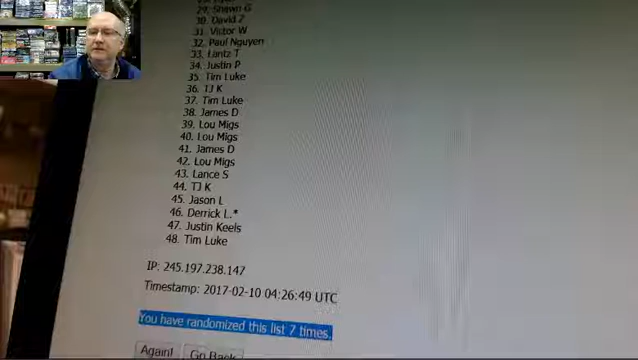 29. Shawn G
30. David Z
31. Victor W
32. Paul Nguyen
33. Lantz T
34. Justin P
35. Tim Luke
36. TJ K
37. Tim Luke
38. James D
39. Lou Migs
40. Lou Migs
41. James D
42. Lou Migs
43. Lance S
44. TJ K
45. Jason L
46. Derrick L.*
47. Justin Keels
48. Tim Luke
IP: 245.197.238.147
Timestamp: 2017-02-10 04:26:49 UTC
You have randomized this list 7 times.
Again! Go Back